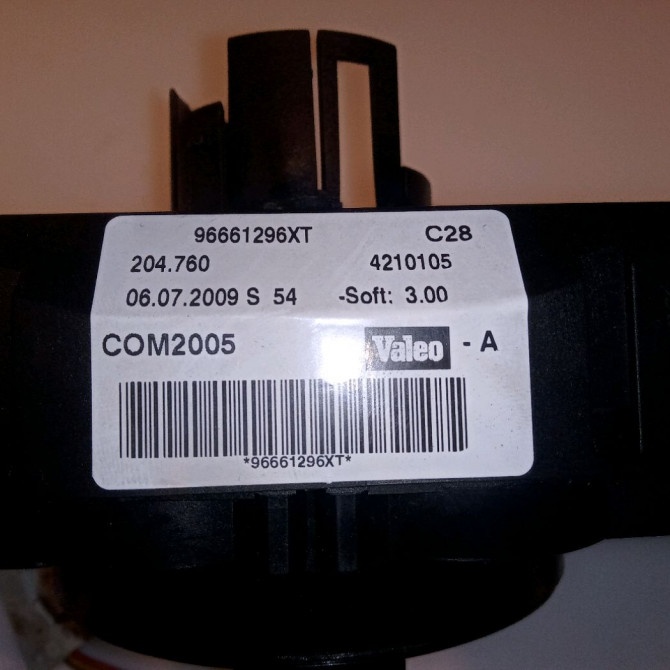 96661296XT C28
204.760 4210105
06.07.2009 S 54 -Soft: 3.00
COM2005 Valeo - A
*96661296XT*